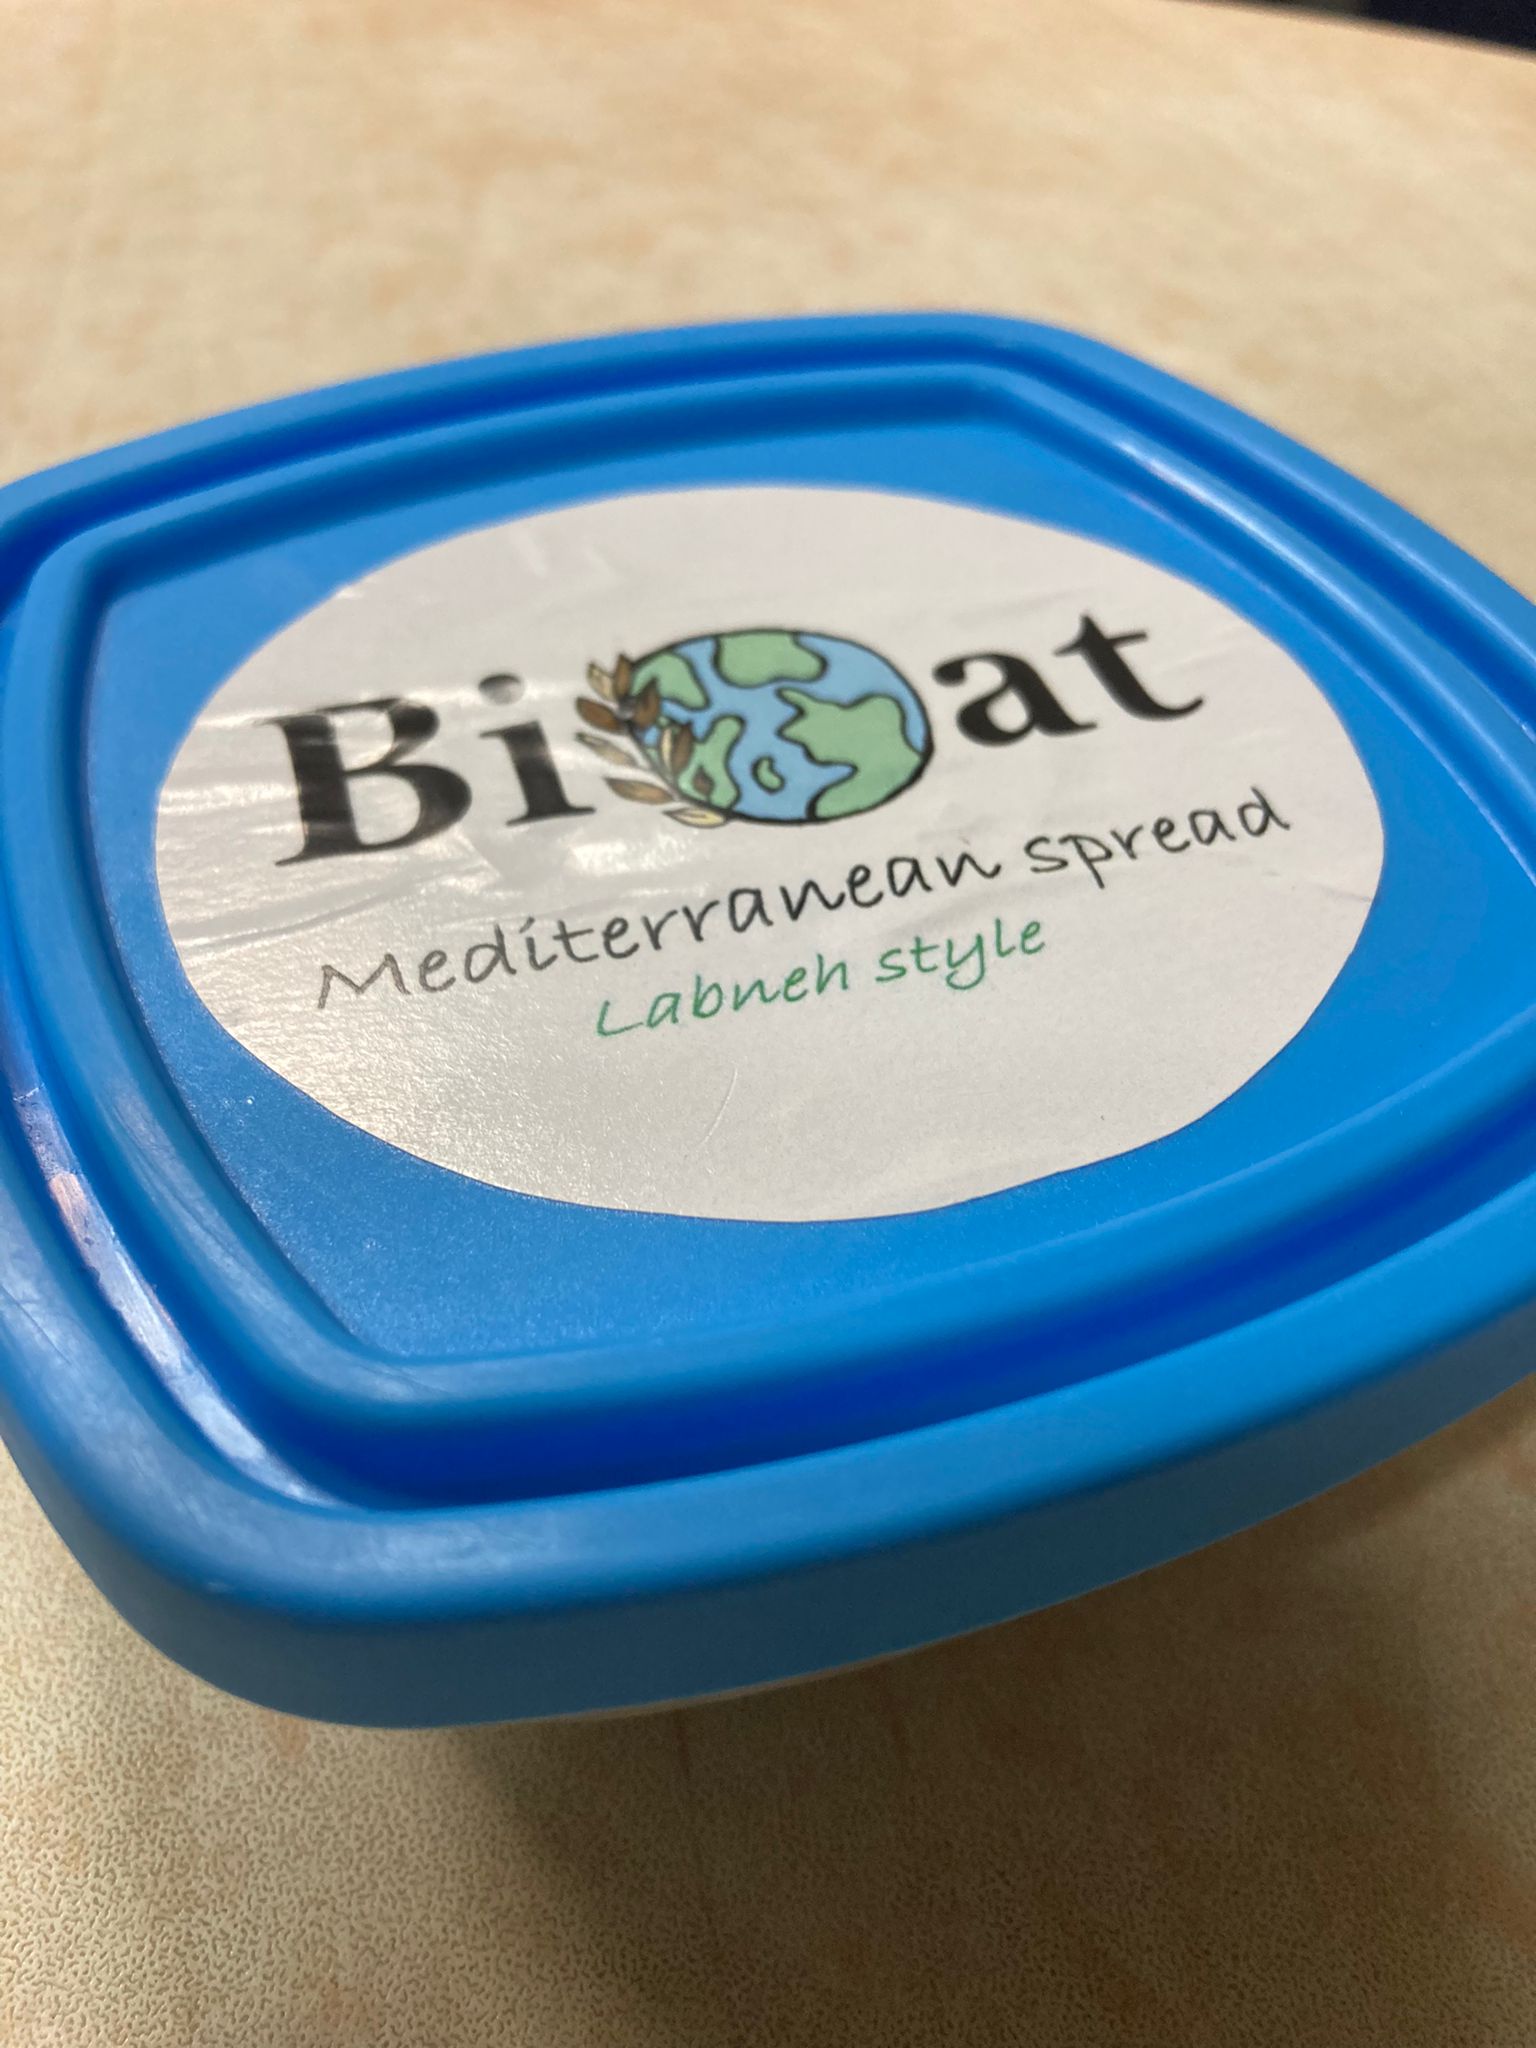 BiOat
Mediterranean spread
Labneh style